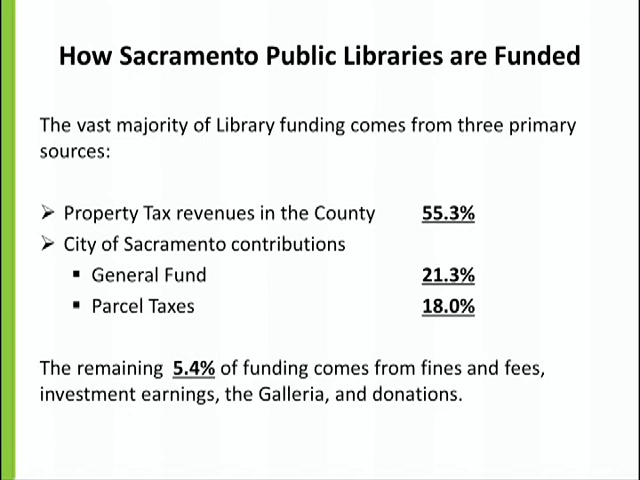 How Sacramento Public Libraries are Funded
The vast majority of Library funding comes from three primary
sources:
➢ Property Tax revenues in the County 55.3%
➢ City of Sacramento contributions
▪ General Fund 21.3%
▪ Parcel Taxes 18.0%
The remaining 5.4% of funding comes from fines and fees,
investment earnings, the Galleria, and donations.